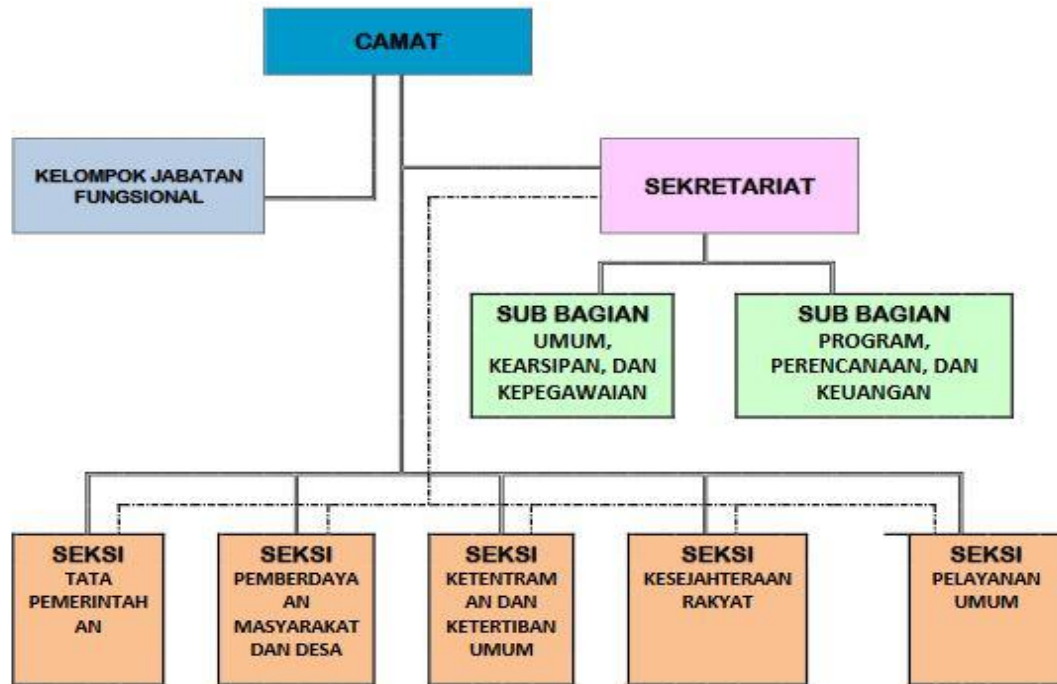 CAMAT
KELOMPOK JABATAN
FUNGSIONAL
SEKRETARIAT
SUB BAGIAN
UMUM,
KEARSIPAN, DAN
KEPEGAWAIAN
SUB BAGIAN
PROGRAM,
PERENCANAAN, DAN
KEUANGAN
SEKSI
TATA
PEMERINTAH
AN
SEKSI
PEMBERDAYA
AN
MASYARAKAT
DAN DESA
SEKSI
KETENTRAM
AN DAN
KETERTIBAN
UMUM
SEKSI
KESEJAHTERAAN
RAKYAT
SEKSI
PELAYANAN
UMUM